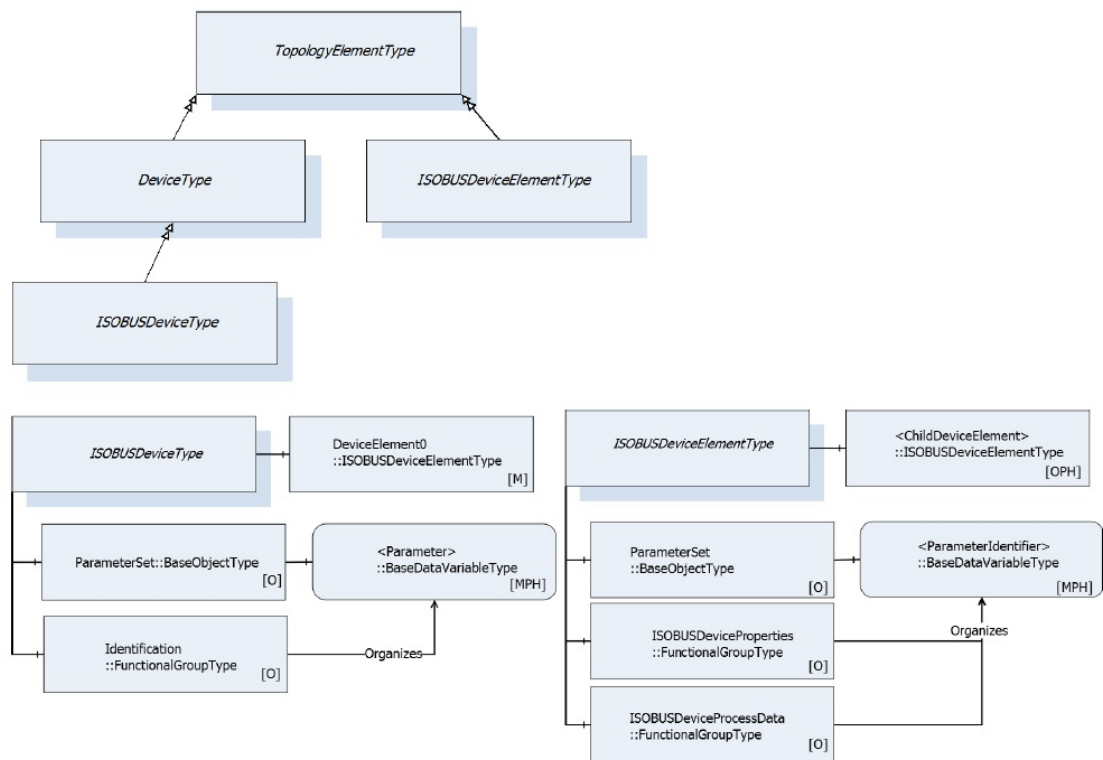 TopologyElementType
DeviceType
ISOBUSDeviceElementType
ISOBUSDeviceType
ISOBUSDeviceType
DeviceElement0
::ISOBUSDeviceElementType
[M]
ParameterSet::BaseObjectType
[O]
<Parameter>
::BaseDataVariableType
[MPH]
Identification
::FunctionalGroupType
[O]
Organizes
ISOBUSDeviceElementType
<ChildDeviceElement>
::ISOBUSDeviceElementType
[OPH]
ParameterSet
::BaseObjectType
[O]
<ParameterIdentifier>
::BaseDataVariableType
[MPH]
ISOBUSDeviceProperties
::FunctionalGroupType
[O]
Organizes
ISOBUSDeviceProcessData
::FunctionalGroupType
[O]